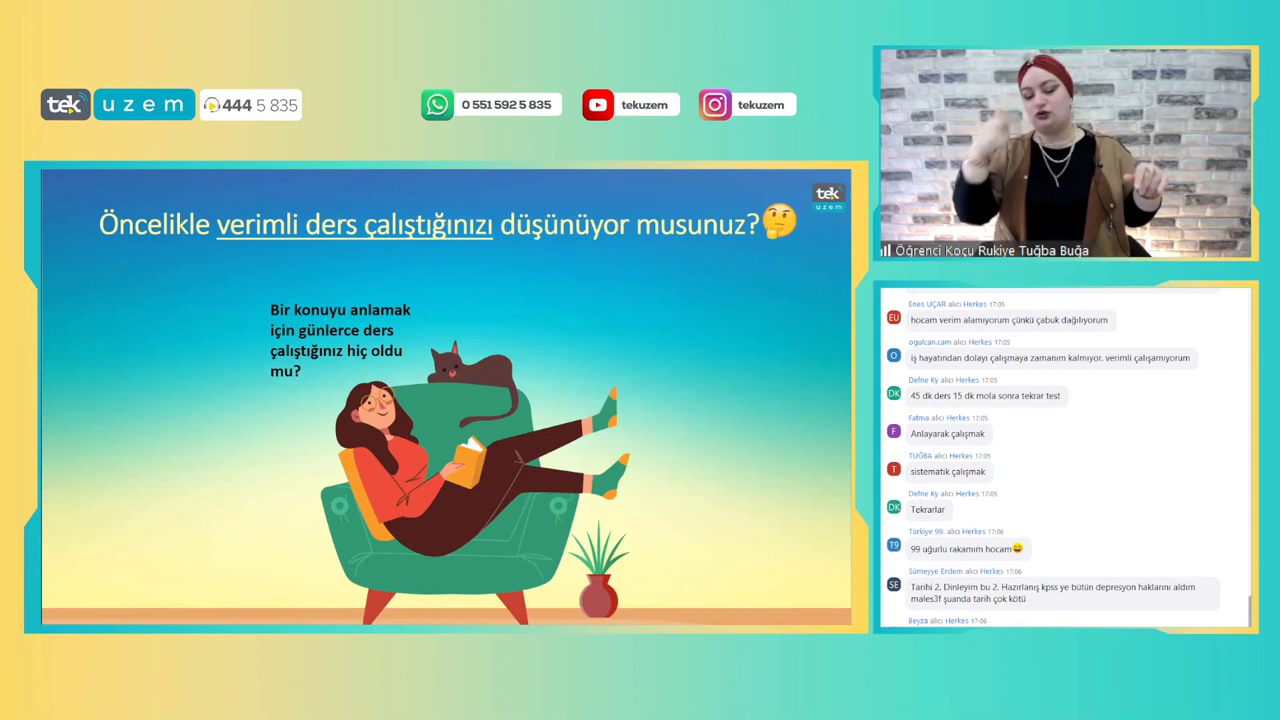 tek uzem 444 5 835
0 551 592 5 835
tekuzem
tekuzem
tek
uzem
Öncelikle verimli ders çalıştığınızı düşünüyor musunuz?🤔
Bir konuyu anlamak
için günlerce ders
çalıştığınız hiç oldu
mu?
Öğrenci Koçu Rukiye Tuğba Buğa
Enes UÇAR alıcı Herkes 17:05
EU
hocam verim alamıyorum çünkü çabuk dağılıyorum
ogulcan.cam alıcı Herkes 17:05
O
iş hayatından dolayı çalışmaya zamanım kalmıyor. verimli çalışamıyorum
Defne Ky alıcı Herkes 17:05
DK
45 dk ders 15 dk mola sonra tekrar test
Fatma alıcı Herkes 17:05
F
Anlayarak çalışmak
TUĞBA alıcı Herkes 17:05
T
sistematik çalışmak
Defne Ky alıcı Herkes 17:05
DK
Tekrarlar
Türkiye 99. alıcı Herkes 17:06
T9
99 uğurlu rakamım hocam😄
Sümeyye Erdem alıcı Herkes 17:06
SE
Tarihi 2, Dinleyim bu 2. Hazırlanış kpss ye bütün depresyon haklarını aldım
males3f şuanda tarih çok kötü
Beyza alıcı Herkes 17:06